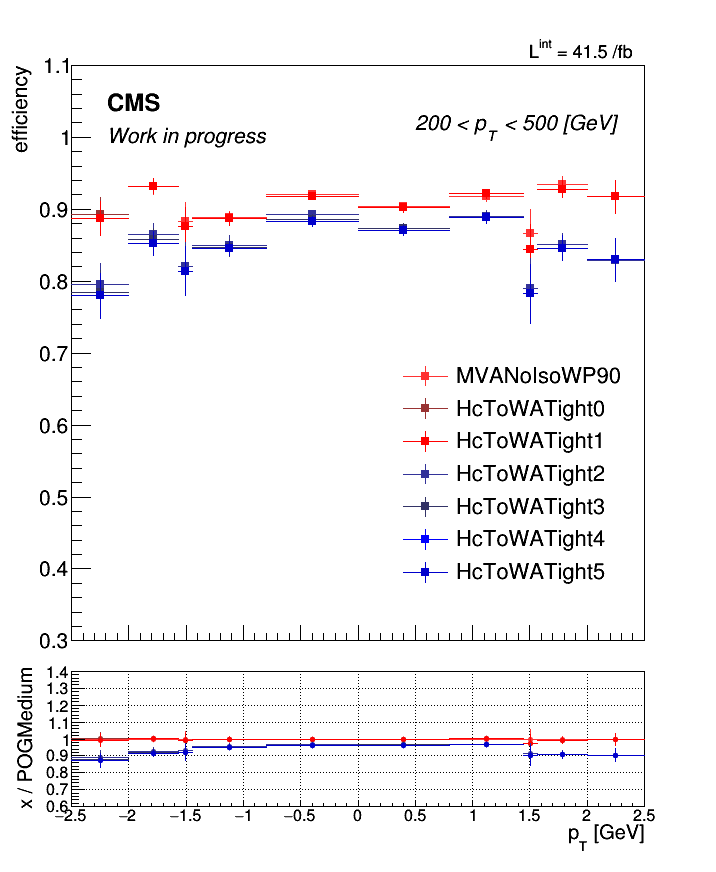 L^int = 41.5 /fb
efficiency
CMS
Work in progress
200 < p_T < 500 [GeV]
1.1
1
0.9
0.8
0.7
0.6
0.5
0.4
0.3
MVANoIsoWP90
HcToWATight0
HcToWATight1
HcToWATight2
HcToWATight3
HcToWATight4
HcToWATight5
x / POGMedium
1.4
1.3
1.2
1.1
1
0.9
0.8
0.7
0.6
−2.5 −2 −1.5 −1 −0.5 0 0.5 1 1.5 2 2.5
p_T [GeV]